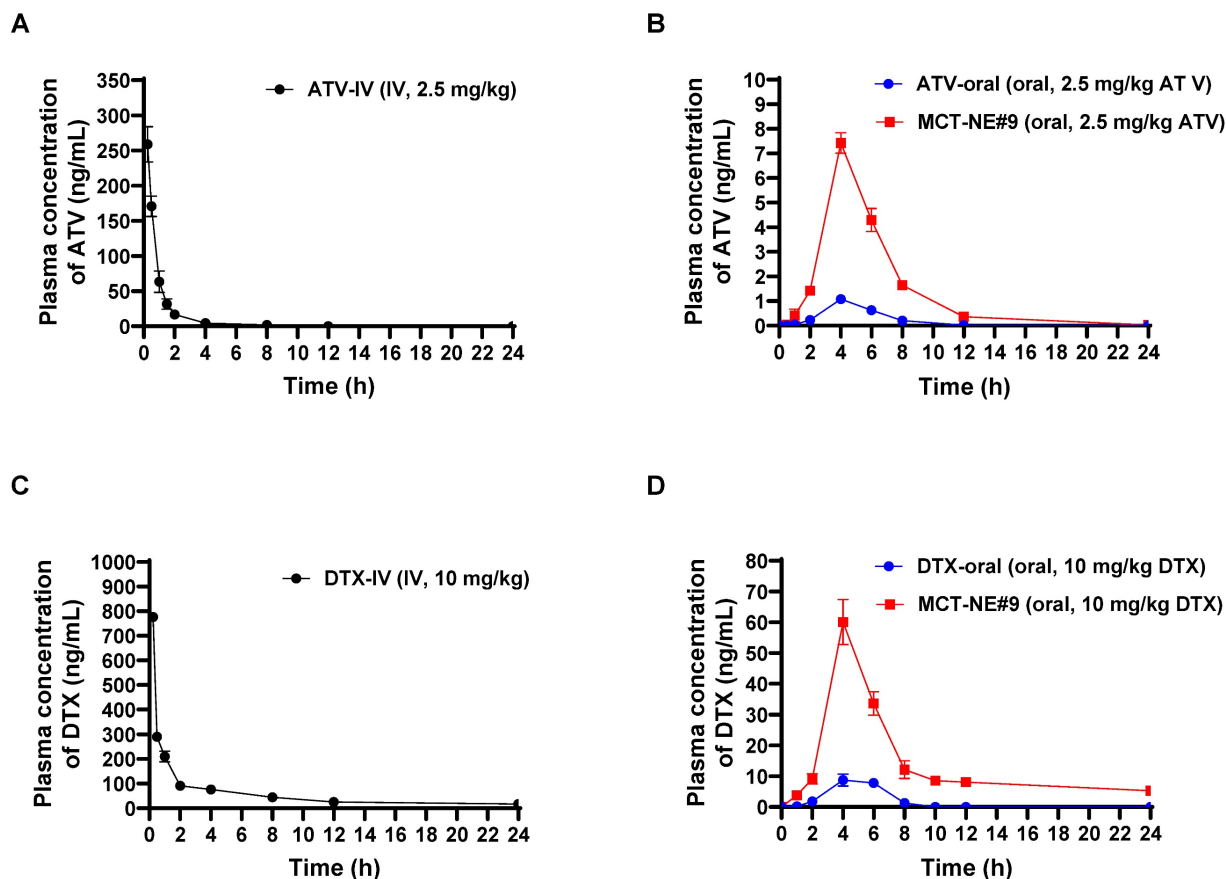 A
Plasma concentration
of ATV (ng/mL)
350
300
250
200
150
100
50
0
ATV-IV (IV, 2.5 mg/kg)
0 2 4 6 8 10 12 14 16 18 20 22 24
Time (h)
B
Plasma concentration
of ATV (ng/mL)
10
9
8
7
6
5
4
3
2
1
0
ATV-oral (oral, 2.5 mg/kg AT V)
MCT-NE#9 (oral, 2.5 mg/kg ATV)
0 2 4 6 8 10 12 14 16 18 20 22 24
Time (h)
C
Plasma concentration
of DTX (ng/mL)
1000
900
800
700
600
500
400
300
200
100
0
DTX-IV (IV, 10 mg/kg)
0 2 4 6 8 10 12 14 16 18 20 22 24
Time (h)
D
Plasma concentration
of DTX (ng/mL)
80
70
60
50
40
30
20
10
0
DTX-oral (oral, 10 mg/kg DTX)
MCT-NE#9 (oral, 10 mg/kg DTX)
0 2 4 6 8 10 12 14 16 18 20 22 24
Time (h)